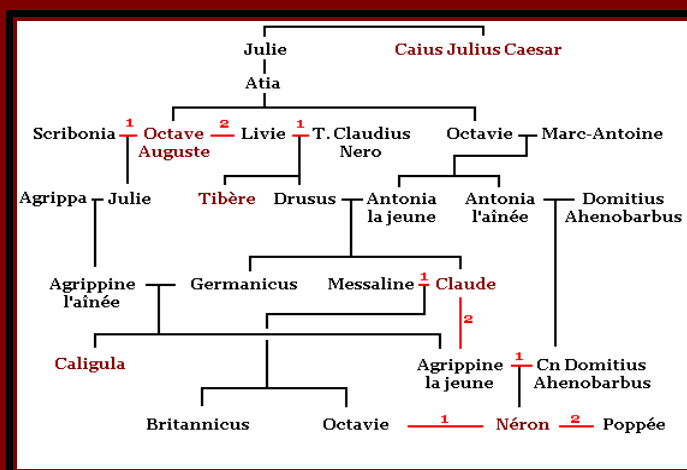 Julie Caius Julius Caesar
Atia
Scribonia 1 Octave 2 Livie 1 T. Claudius Octavie Marc-Antoine
Auguste Nero
Agrippa Julie Tibère Drusus Antonia Antonia Domitius
la jeune l'aînée Ahenobarbus
Agrippine Germanicus Messaline 1 Claude
l'aînée
2
Caligula Agrippine 1 Cn Domitius
la jeune Ahenobarbus
Britannicus Octavie 1 Néron 2 Poppée